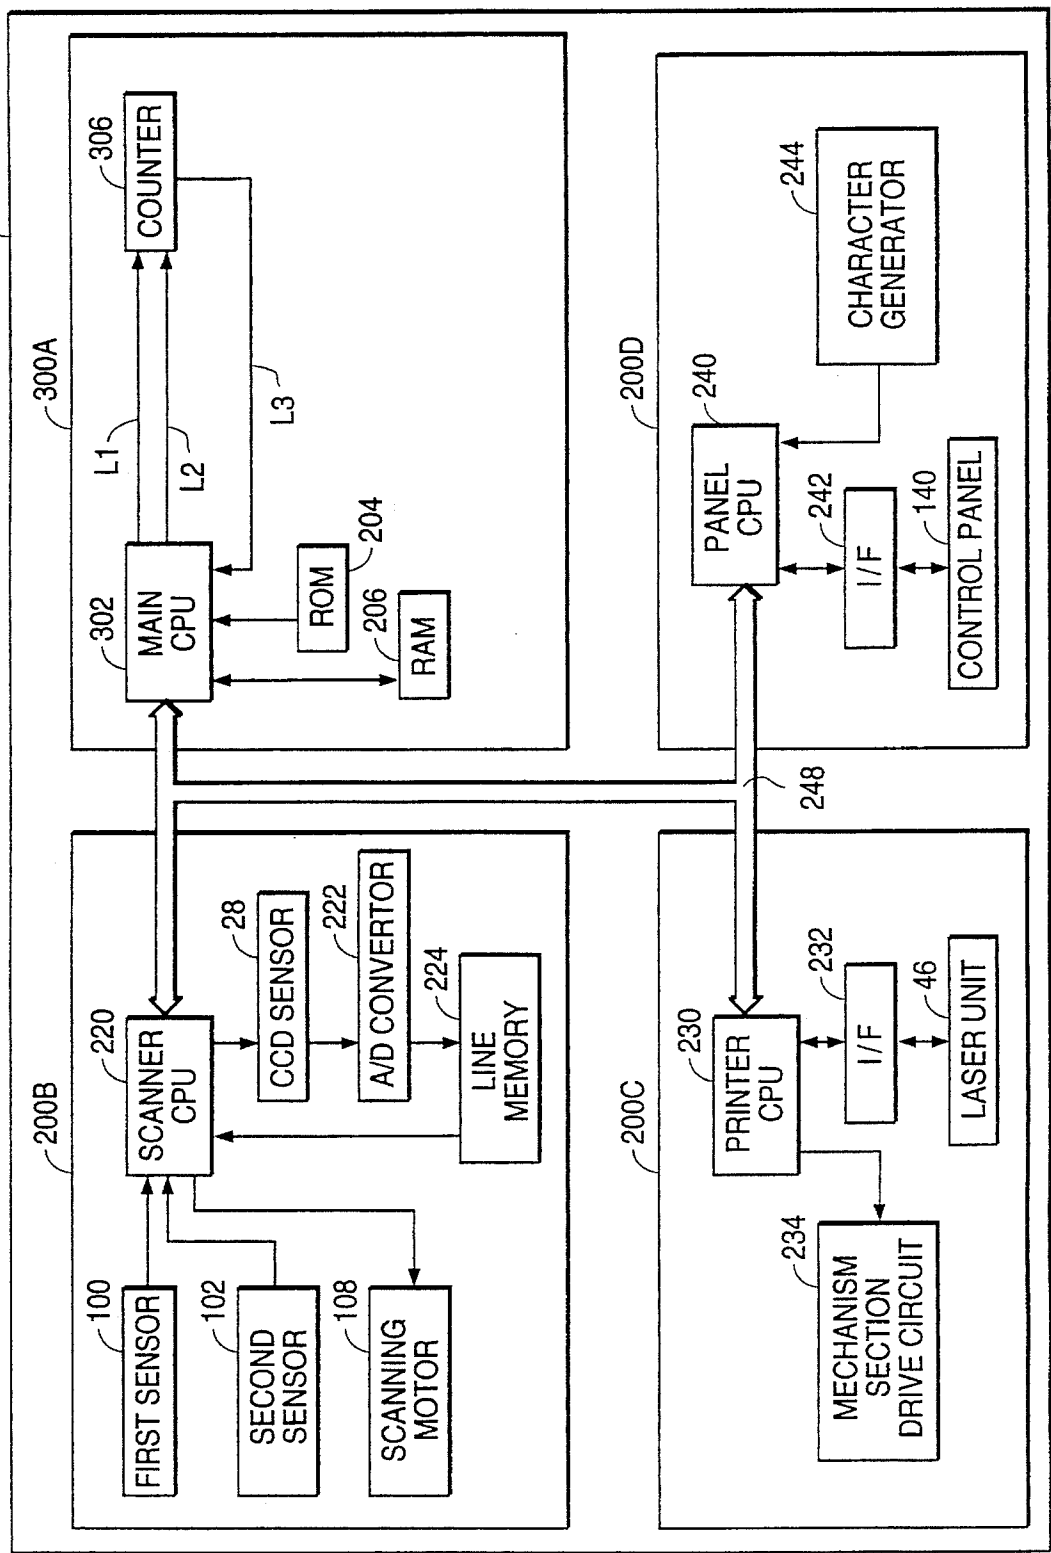 200B
FIRST SENSOR
100
SECOND
SENSOR
102
SCANNING
MOTOR
108
SCANNER
CPU
220
CCD SENSOR
28
A/D CONVERTOR
222
LINE
MEMORY
224
300A
MAIN
CPU
302
L1
L2
L3
COUNTER
306
ROM
204
RAM
206
200C
PRINTER
CPU
230
I/F
232
LASER UNIT
46
MECHANISM
SECTION
DRIVE CIRCUIT
234
248
200D
PANEL
CPU
240
I/F
242
CONTROL PANEL
140
CHARACTER
GENERATOR
244